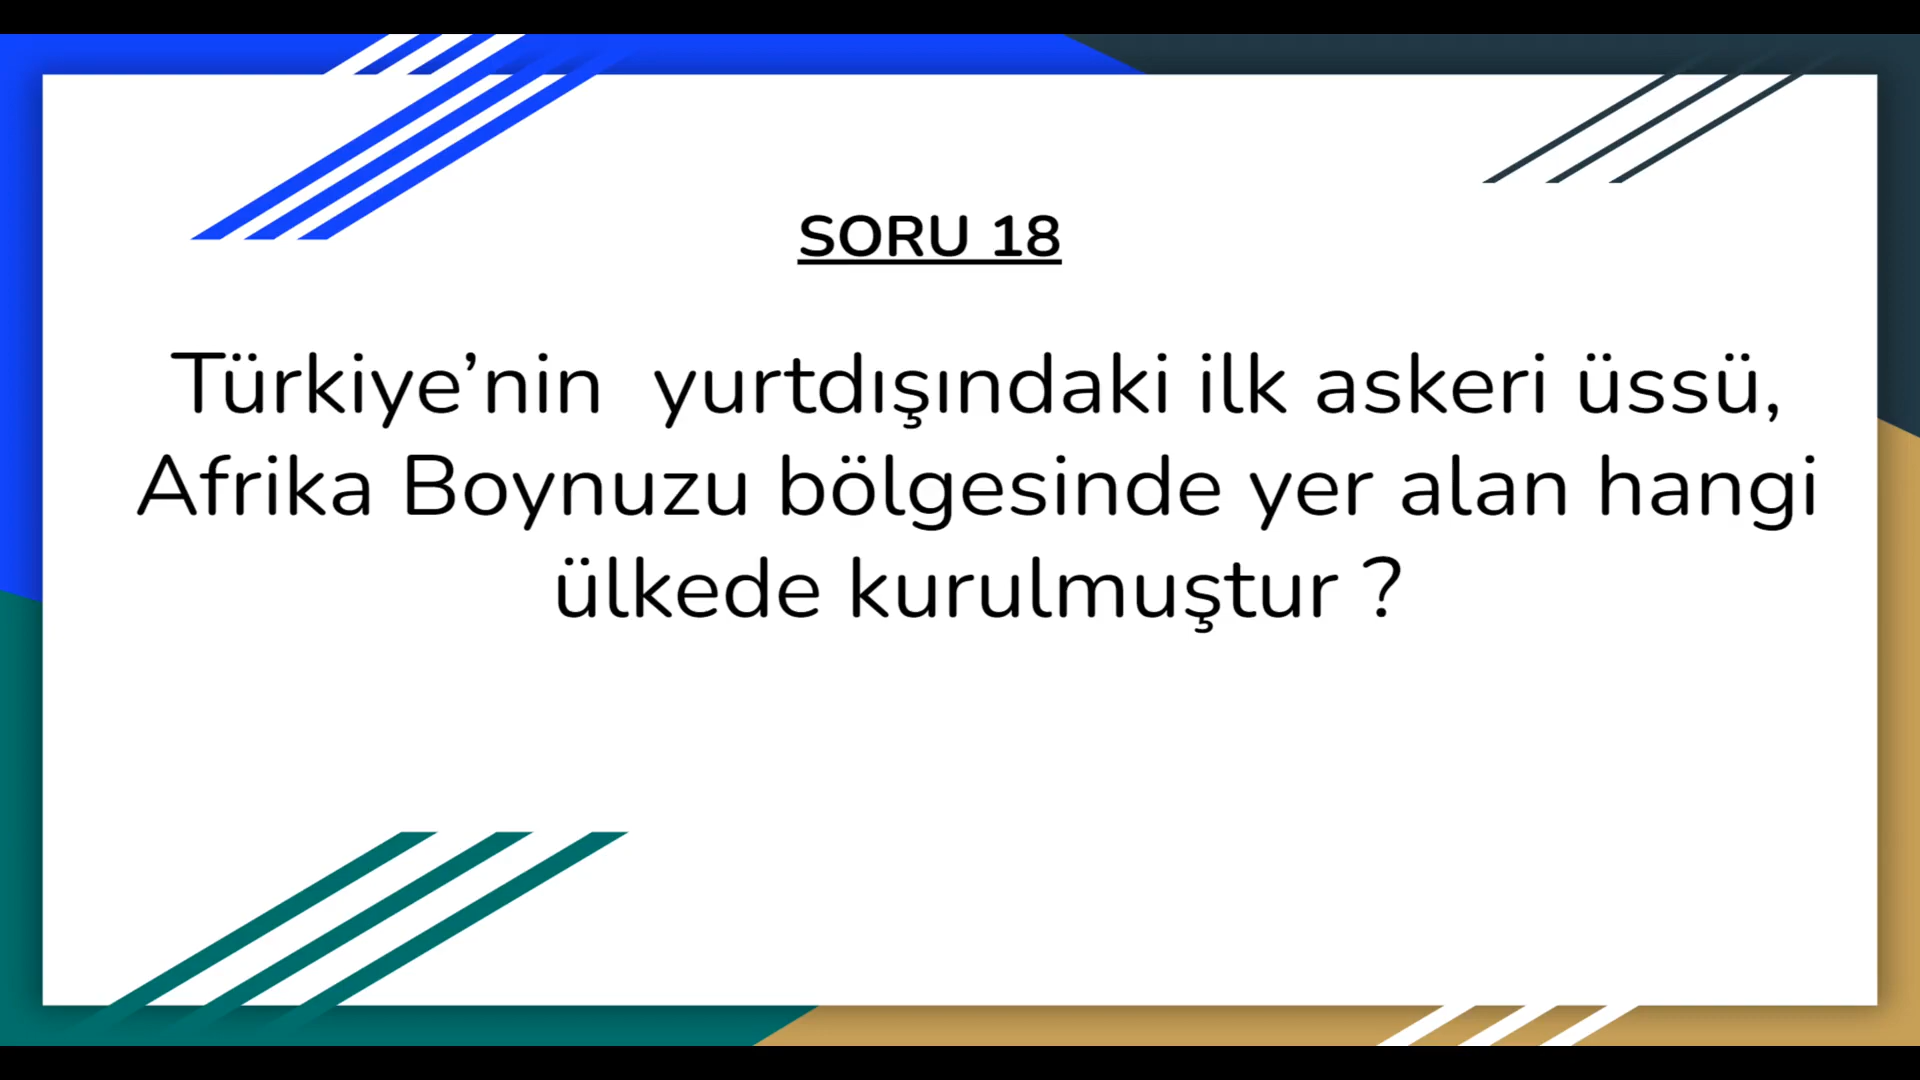 SORU 18
Türkiye’nin  yurtdışındaki ilk askeri üssü,
Afrika Boynuzu bölgesinde yer alan hangi
ülkede kurulmuştur ?